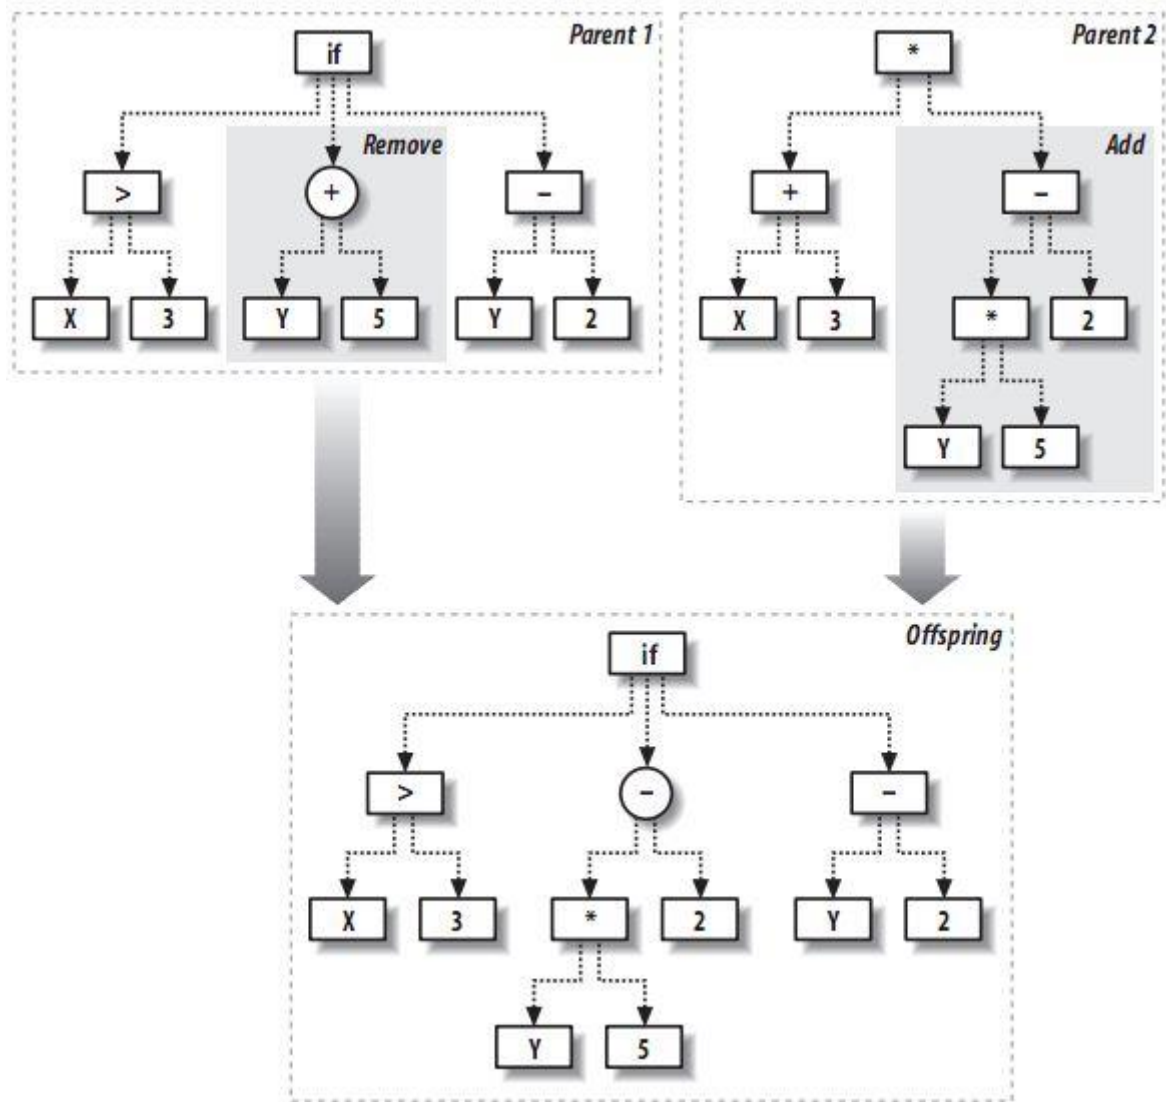 Parent 1
if
Remove
> + -
X 3 Y 5 Y 2
Parent 2
*
Add
+ -
X 3 * 2
Y 5
Offspring
if
> - -
X 3 * 2 Y 2
Y 5